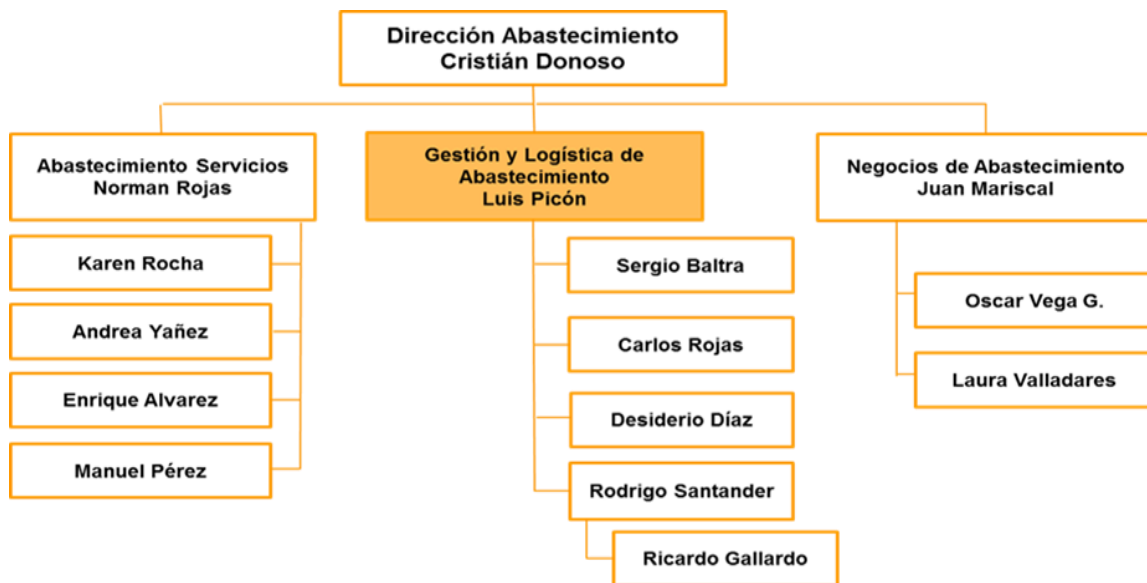 Dirección Abastecimiento
Cristián Donoso
Abastecimiento Servicios
Norman Rojas
Karen Rocha
Andrea Yañez
Enrique Alvarez
Manuel Pérez
Gestión y Logística de
Abastecimiento
Luis Picón
Sergio Baltra
Carlos Rojas
Desiderio Díaz
Rodrigo Santander
Ricardo Gallardo
Negocios de Abastecimiento
Juan Mariscal
Oscar Vega G.
Laura Valladares